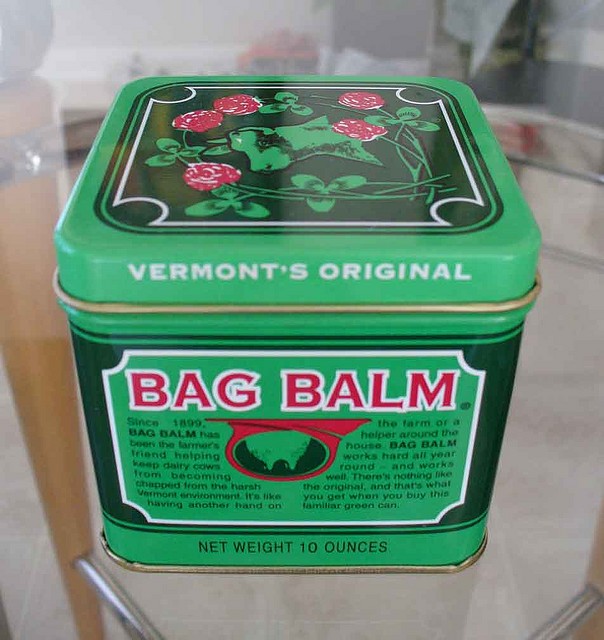 VERMONT'S ORIGINAL
BAG BALM®
Since 1899,
BAG BALM has
been the farmer's
friend helping
keep dairy cows
from becoming
chapped from the harsh
Vermont environment. It's like
having another hand on
the farm or a
helper around the
house. BAG BALM
works hard all year
round - and works
well. There's nothing like
the original, and that's what
you get when you buy this
familiar green can.
NET WEIGHT 10 OUNCES